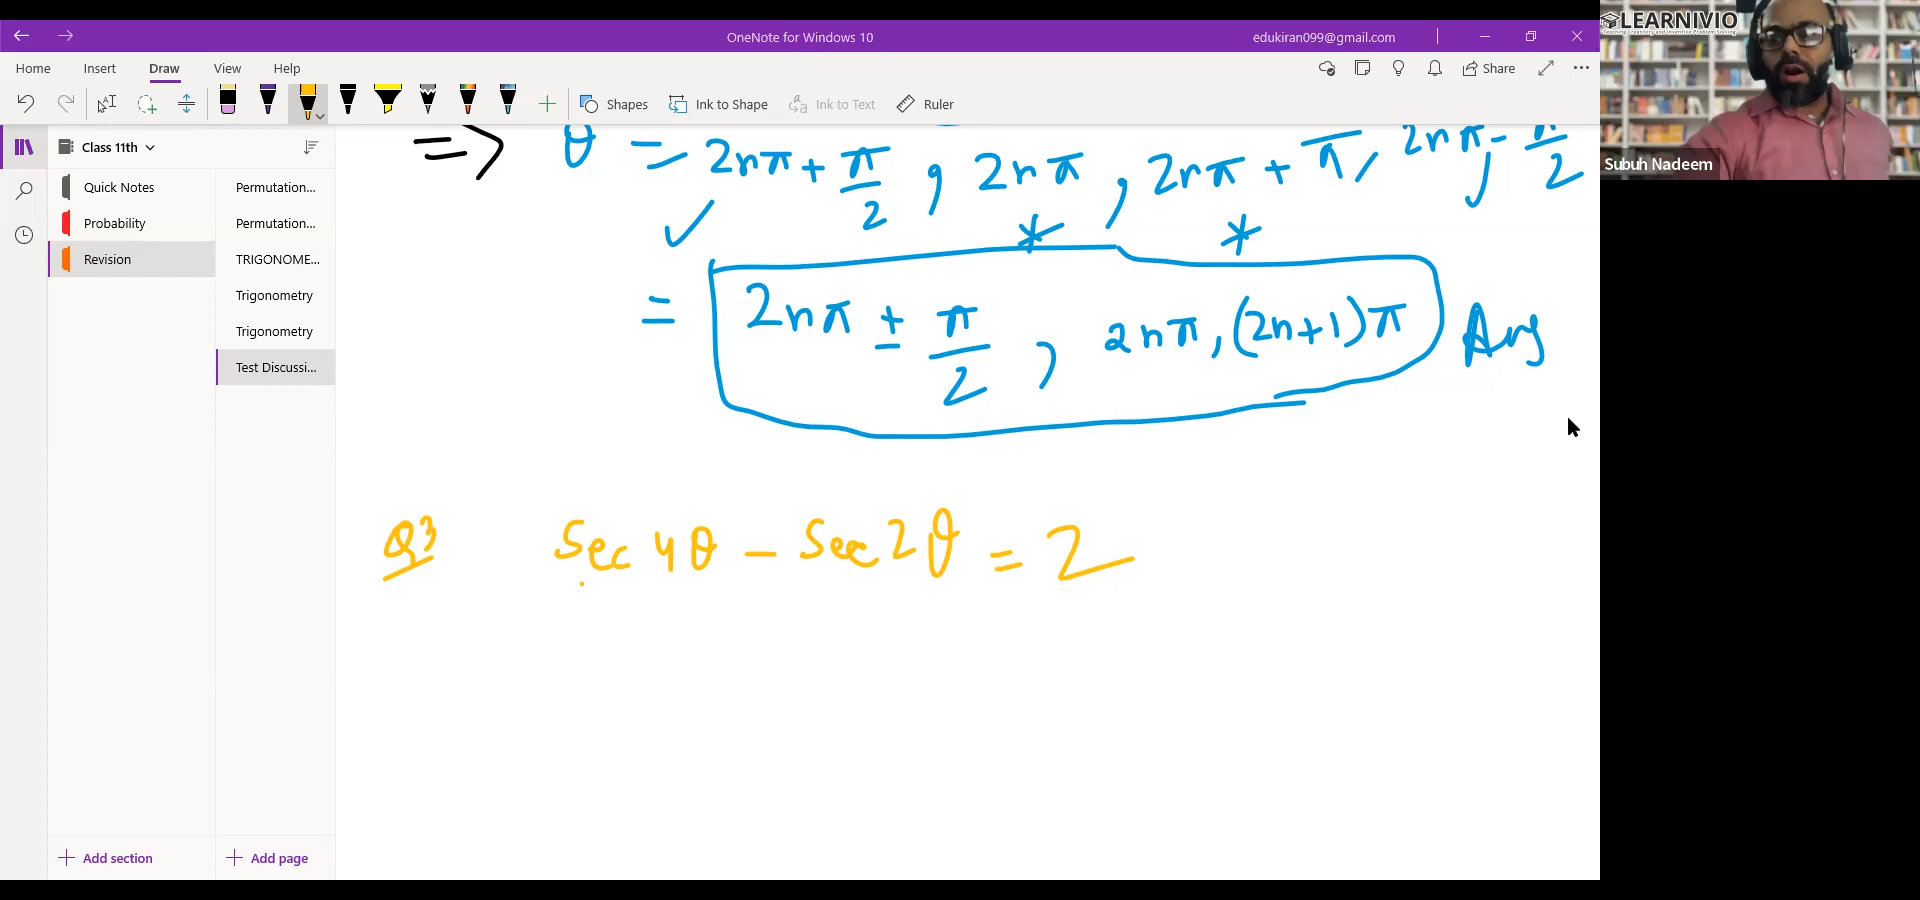 OneNote for Windows 10
edukiran099@gmail.com
LEARNIVIO
Home Insert Draw View Help
Share
Shapes Ink to Shape Ink to Text Ruler
Class 11th
Quick Notes
Probability
Revision
Permutation...
Permutation...
TRIGONOME...
Trigonometry
Trigonometry
Test Discussi...
Add section
Add page
Subuh Nadeem
=> θ = 2nπ + π/2 , 2nπ , 2nπ + π, 2nπ - π/2
✓ * *
= 2nπ ± π/2 , 2nπ, (2n+1)π Ans
Q3 Sec 4θ - Sec 2θ = 2